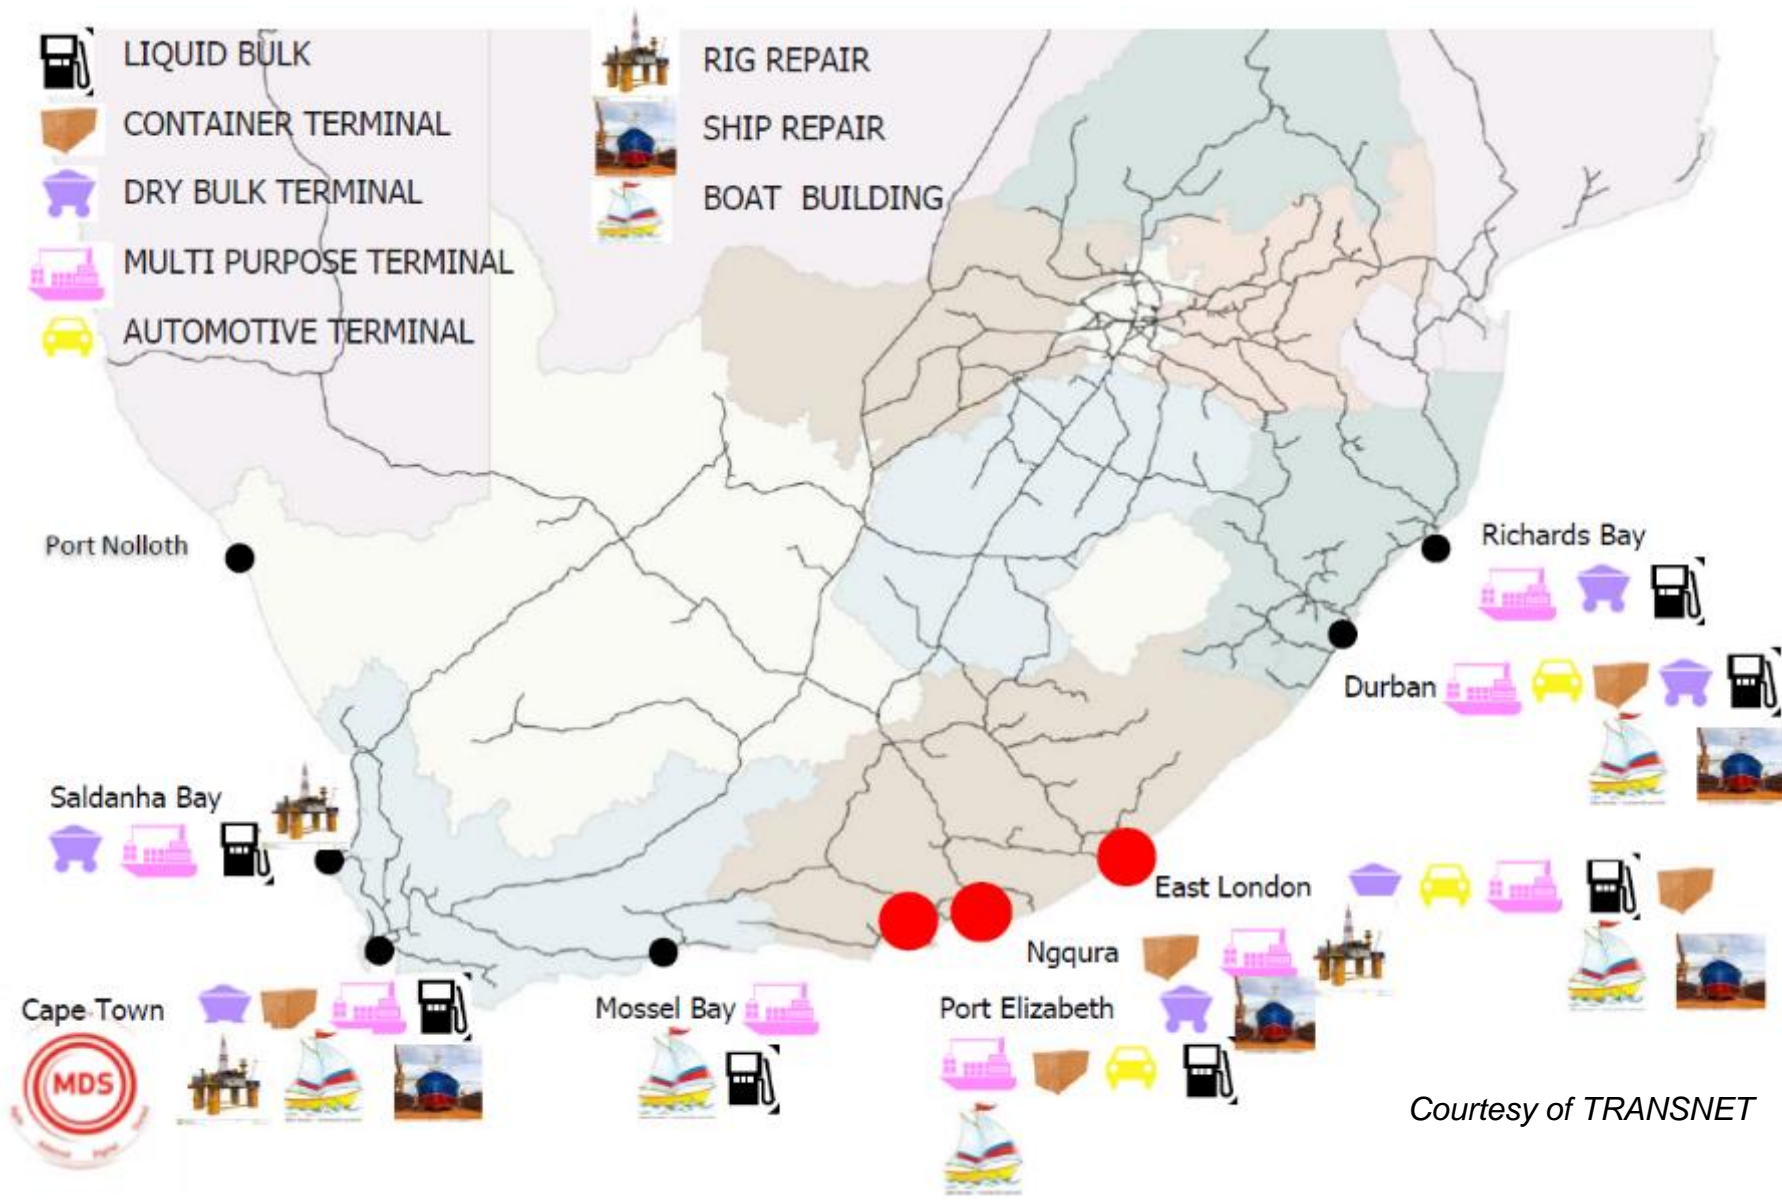 LIQUID BULK
CONTAINER TERMINAL
DRY BULK TERMINAL
MULTI PURPOSE TERMINAL
AUTOMOTIVE TERMINAL
RIG REPAIR
SHIP REPAIR
BOAT BUILDING
Port Nolloth
Richards Bay
Durban
Saldanha Bay
East London
Ngqura
Cape Town
Mossel Bay
Port Elizabeth
MDS
Courtesy of TRANSNET